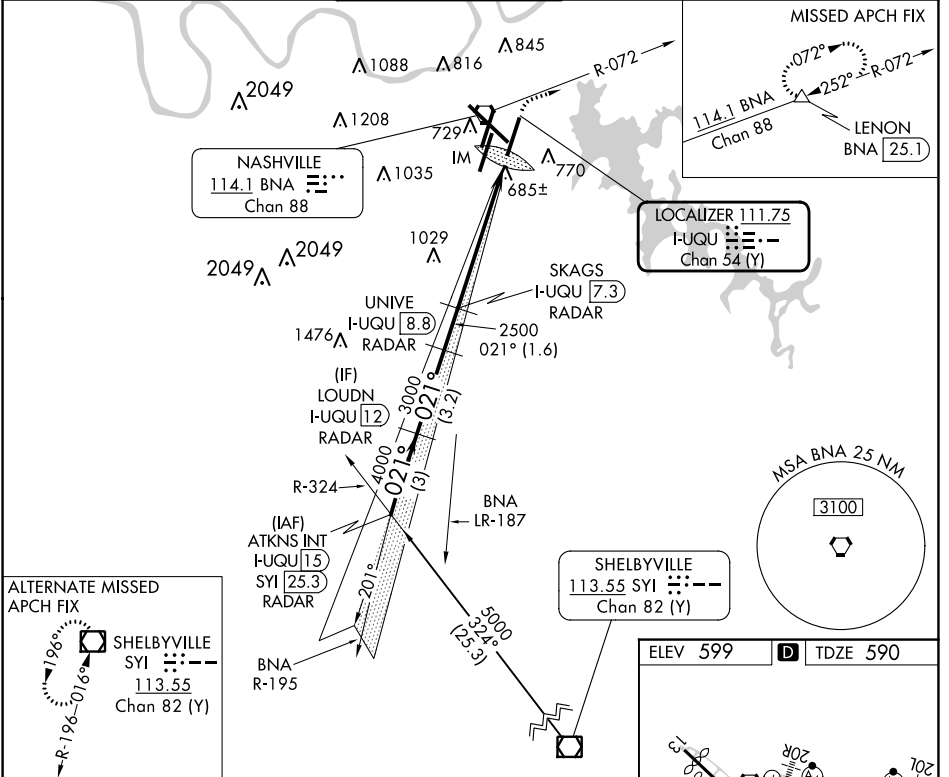 MISSED APCH FIX
072°
252°
R-072
114.1 BNA
Chan 88
LENON
BNA 25.1
845
1088
816
R-072
2049
1208
729
IM
770
685±
NASHVILLE
114.1 BNA
Chan 88
1035
LOCALIZER 111.75
I-UQU
Chan 54 (Y)
1029
2049
2049
SKAGS
I-UQU 7.3
RADAR
UNIVE
I-UQU 8.8
RADAR
1476
2500
021° (1.6)
(IF)
LOUDN
I-UQU 12
RADAR
3000
021°
(3.2)
4000
021°
(3)
R-324
BNA
LR-187
(IAF)
ATKNS INT
I-UQU 15
SYI 25.3
RADAR
201°
BNA
R-195
MSA BNA 25 NM
3100
SHELBYVILLE
113.55 SYI
Chan 82 (Y)
5000
324°
(25.3)
ALTERNATE MISSED
APCH FIX
SHELBYVILLE
SYI
113.55
Chan 82 (Y)
196°
016°
R-196
ELEV 599
D
TDZE 590
13
20R
20L